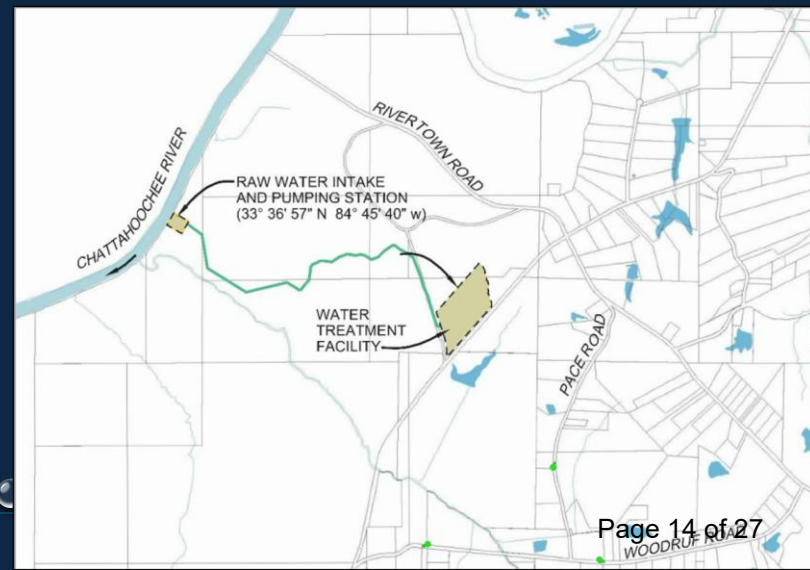 RIVERTOWN ROAD
CHATTAHOOCHEE RIVER
RAW WATER INTAKE
AND PUMPING STATION
(33° 36' 57" N  84° 45' 40" w)
WATER
TREATMENT
FACILITY
PACE ROAD
Page 14 of 27
WOODRUF ROAD